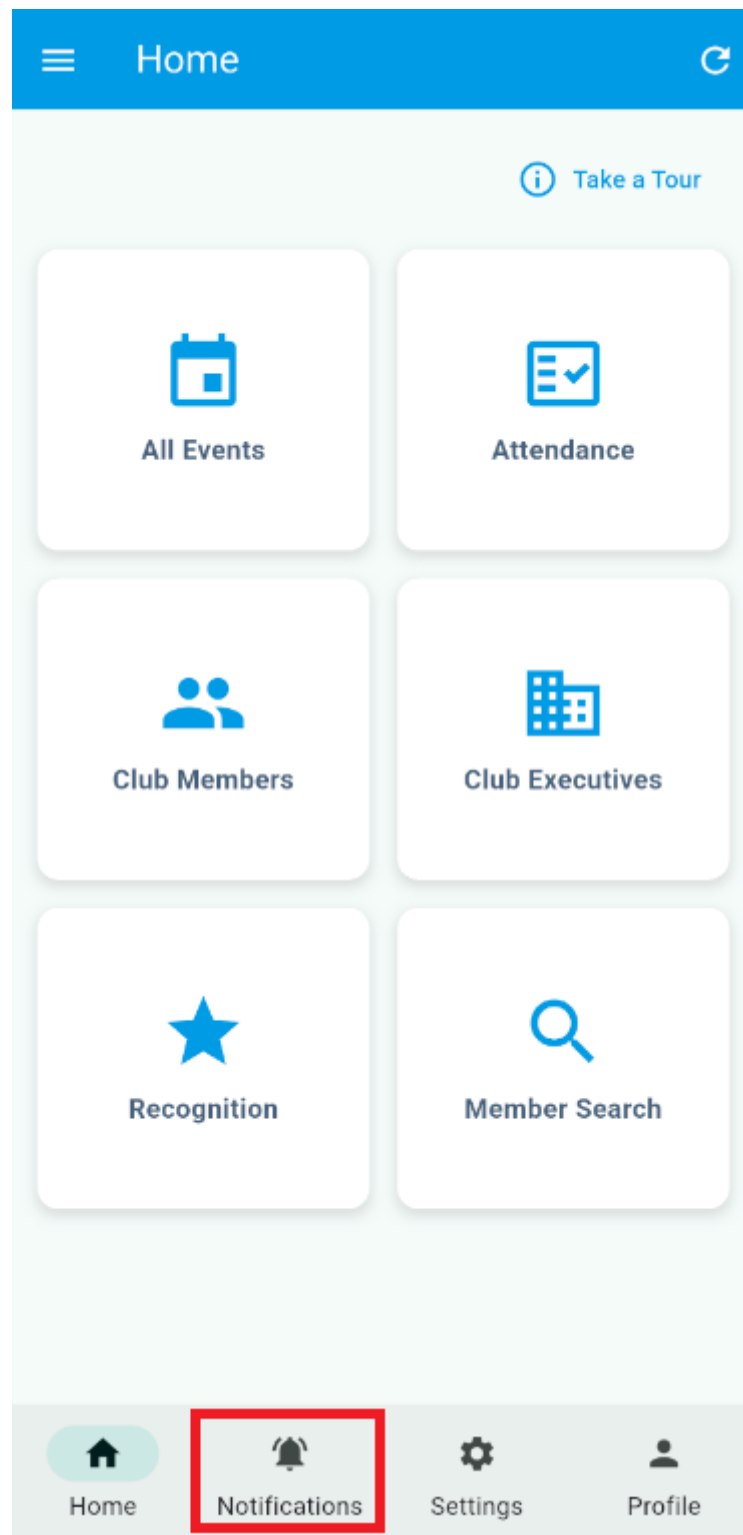 Home
Take a Tour
All Events
Attendance
Club Members
Club Executives
Recognition
Member Search
Home
Notifications
Settings
Profile